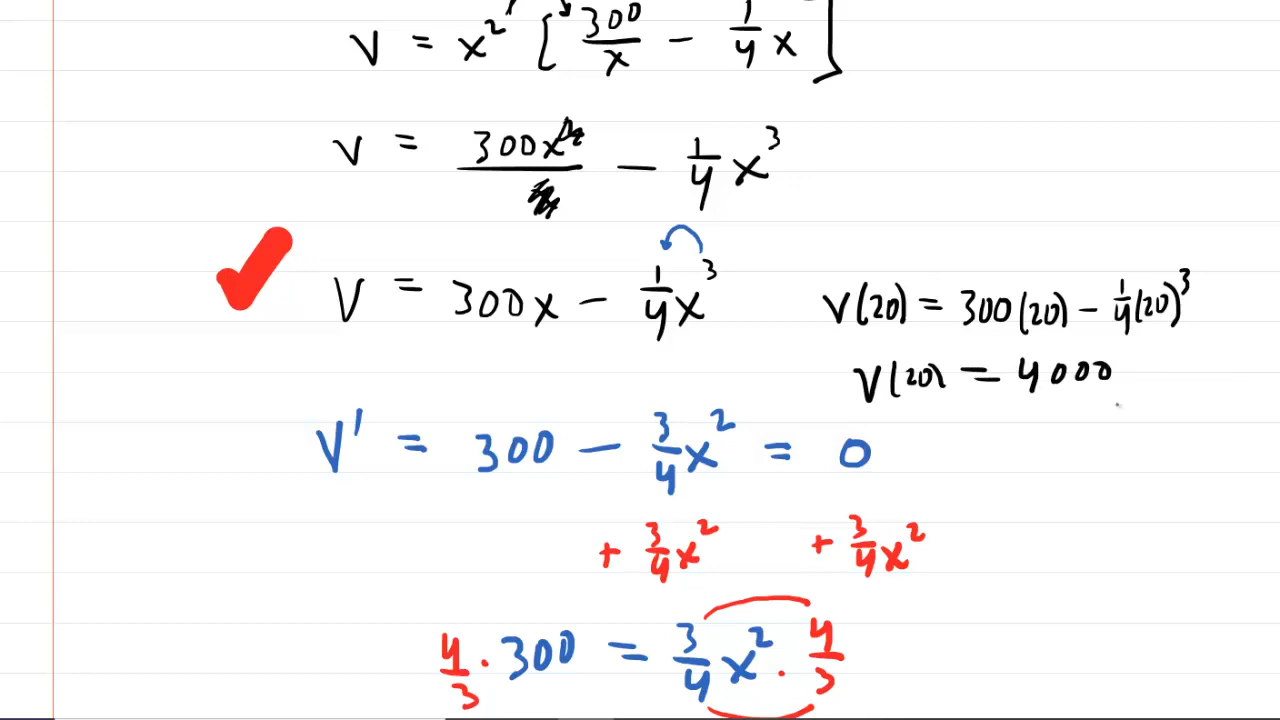 V = x² [ 300/x − 1/4 x ]
V = 300x / − 1/4 x³
V = 300x − 1/4 x³
V(20) = 300(20) − 1/4 (20)³
V(20) = 4000
V' = 300 − 3/4 x² = 0
+ 3/4 x² + 3/4 x²
4/3 · 300 = 3/4 x² · 4/3